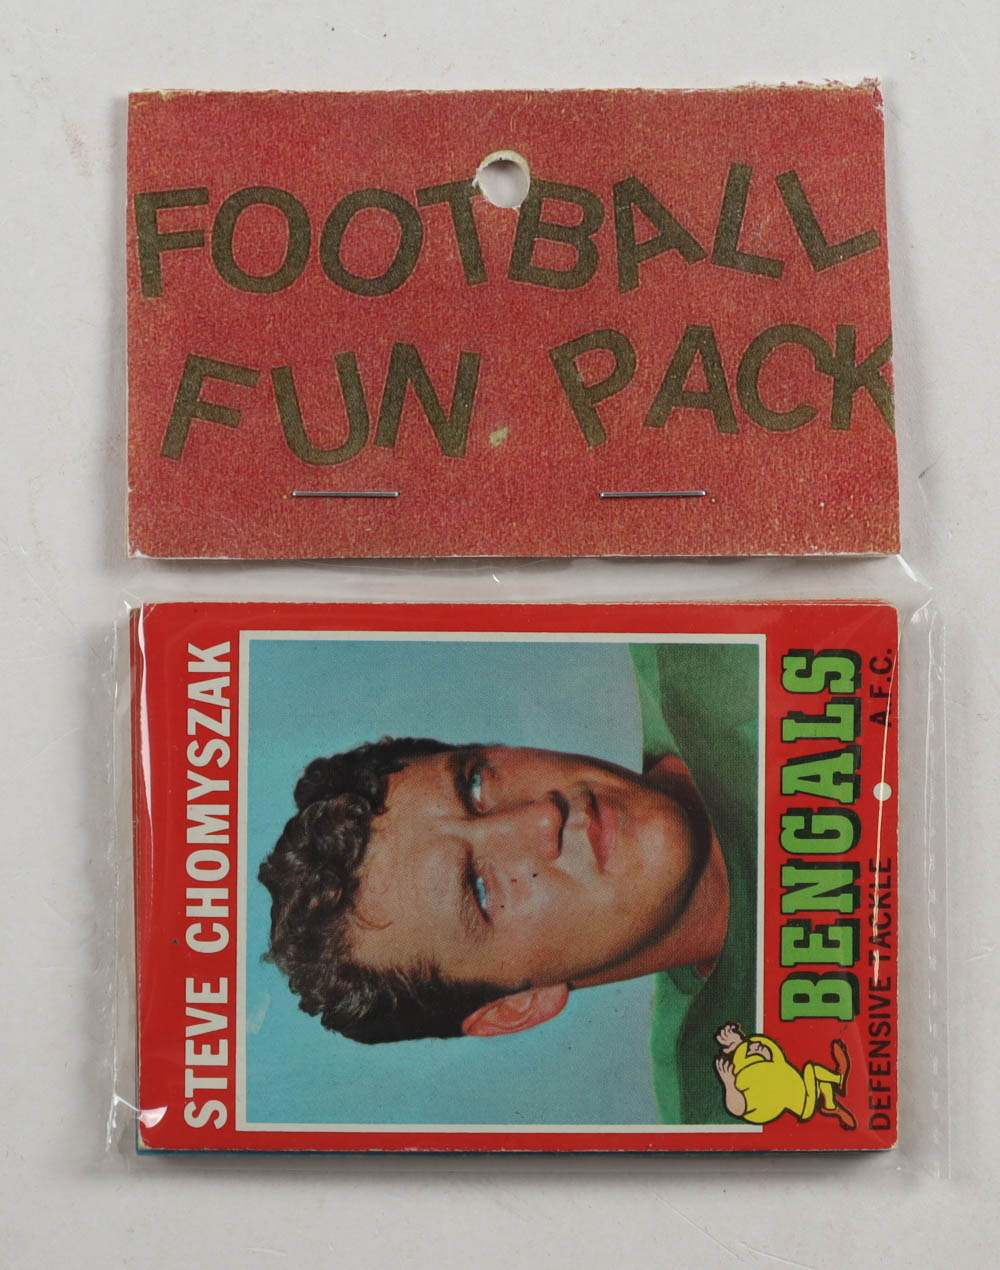 FOOTBALL
FUN PACK
STEVE CHOMYSZAK
BENGALS
DEFENSIVE TACKLE • A.F.C.